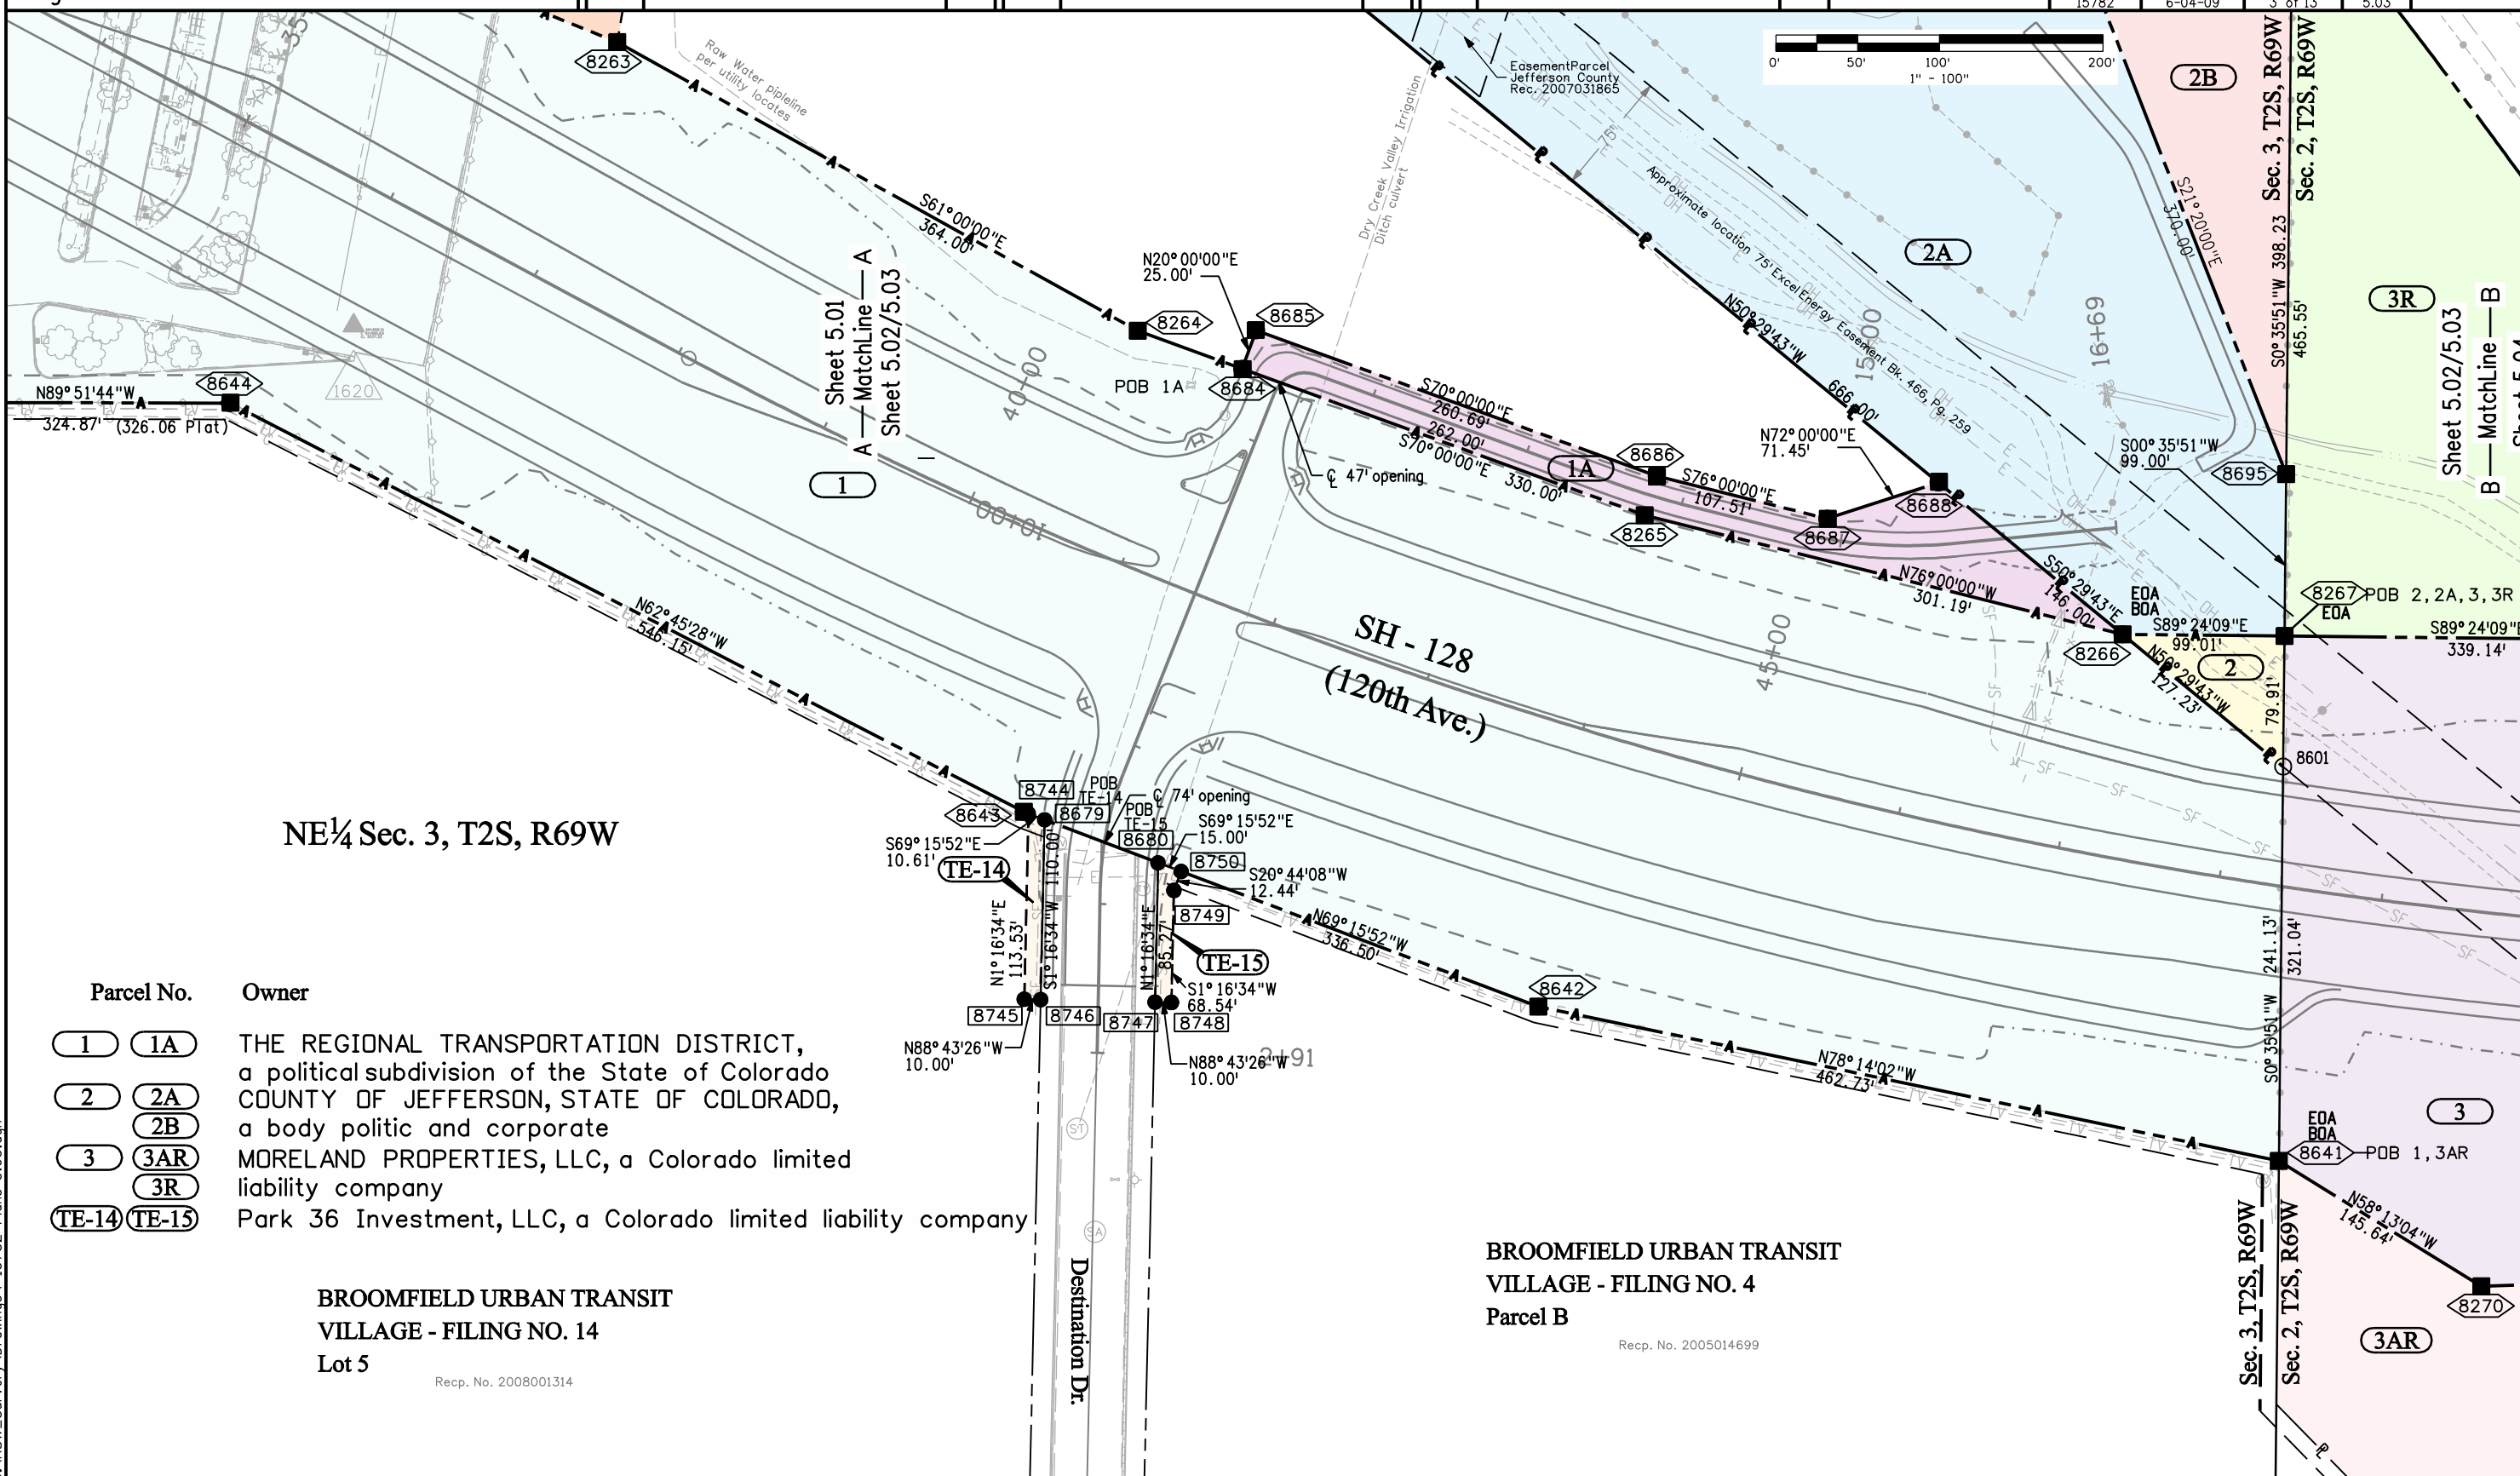 15782
6-04-09
3 of 13
5.03
35
8263
Raw Water Pipleline
per utility locates
EasementParcel
Jefferson County
Rec. 2007031865
0'
50'
100'
200'
1" - 100"
2B
Sec. 3, T2S, R69W
Sec. 2, T2S, R69W
75'
Dry Creek Valley Irrigation
Ditch culvert
Approximate location 75' Excel Energy Easement Bk. 466, Pg. 259
2A
S21°20'00"E
370.00'
S0°35'51"W 398.23
465.55'
3R
Sheet 5.02/5.03
B — MatchLine — B
S61°00'00"E
364.00'
Sheet 5.01
A — MatchLine — A
Sheet 5.02/5.03
N20°00'00"E
25.00'
8264
8685
POB 1A
8684
40+00
N50°29'43"W
666.00'
15+00
16+69
N89°51'44"W
324.87' (326.06 Plat)
8644
1620
S70°00'00"E
260.69'
262.00'
S70°00'00"E 330.00'
1A
8686
S76°00'00"E
107.51'
N72°00'00"E
71.45'
8688
S00°35'51"W
99.00'
8695
1
℄ 47' opening
10+00
8265
8687
N76°00'00"W
301.19'
S50°29'43"E
146.00'
EOA
BOA
8267
POB 2,2A,3,3R
EOA
S89°24'09"E
99.01'
S89°24'09"E
339.14'
8266
2
N50°29'43"W
127.23'
79.91'
8601
N62°45'28"W
546.15'
SH - 128
(120th Ave.)
45+00
NE¼ Sec. 3, T2S, R69W
8744
POB
TE-14
℄ 74' opening
8643
8679
POB
TE-15
8680
S69°15'52"E
15.00'
S69°15'52"E
10.61'
8750
TE-14
S20°44'08"W
12.44'
8749
N1°16'34"E
113.53'
S1°16'34"W 110.00'
N1°16'34"E
85.27'
N69°15'52"W
336.50'
TE-15
S1°16'34"W
68.54'
8642
8745
8746
8747
8748
N88°43'26"W
10.00'
N88°43'26"W
10.00'
2+91
N78°14'02"W
462.73'
S0°35'51"W 241.13'
321.04'
EOA
BOA
8641
POB 1,3AR
3
N58°13'04"W
145.64'
8270
3AR
Sec. 3, T2S, R69W
Sec. 2, T2S, R69W
ST
SA
Destination Dr.
Parcel No. Owner
1 1A THE REGIONAL TRANSPORTATION DISTRICT,
a political subdivision of the State of Colorado
2 2A COUNTY OF JEFFERSON, STATE OF COLORADO,
2B a body politic and corporate
3 3AR MORELAND PROPERTIES, LLC, a Colorado limited
3R liability company
TE-14 TE-15 Park 36 Investment, LLC, a Colorado limited liability company
BROOMFIELD URBAN TRANSIT
VILLAGE - FILING NO. 14
Lot 5
Recp. No. 2008001314
BROOMFIELD URBAN TRANSIT
VILLAGE - FILING NO. 4
Parcel B
Recp. No. 2005014699